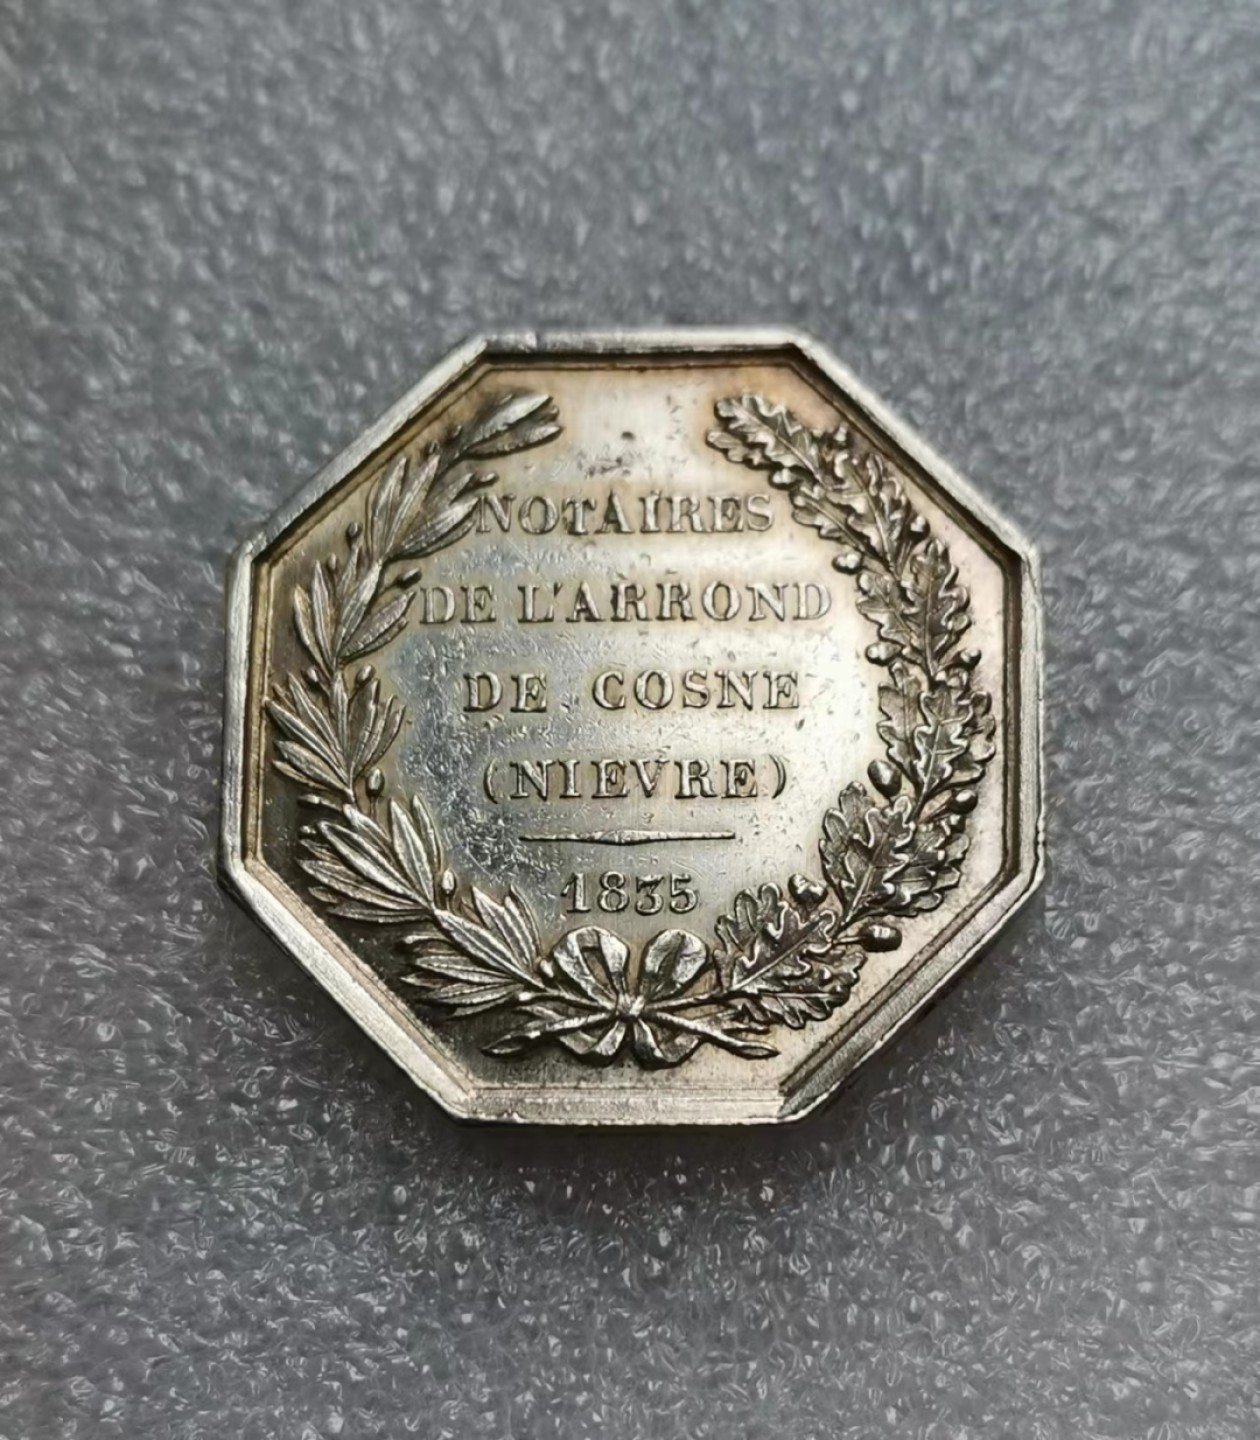 NOTAIRES
DE L'ARROND
DE COSNE
(NIEVRE)
1835